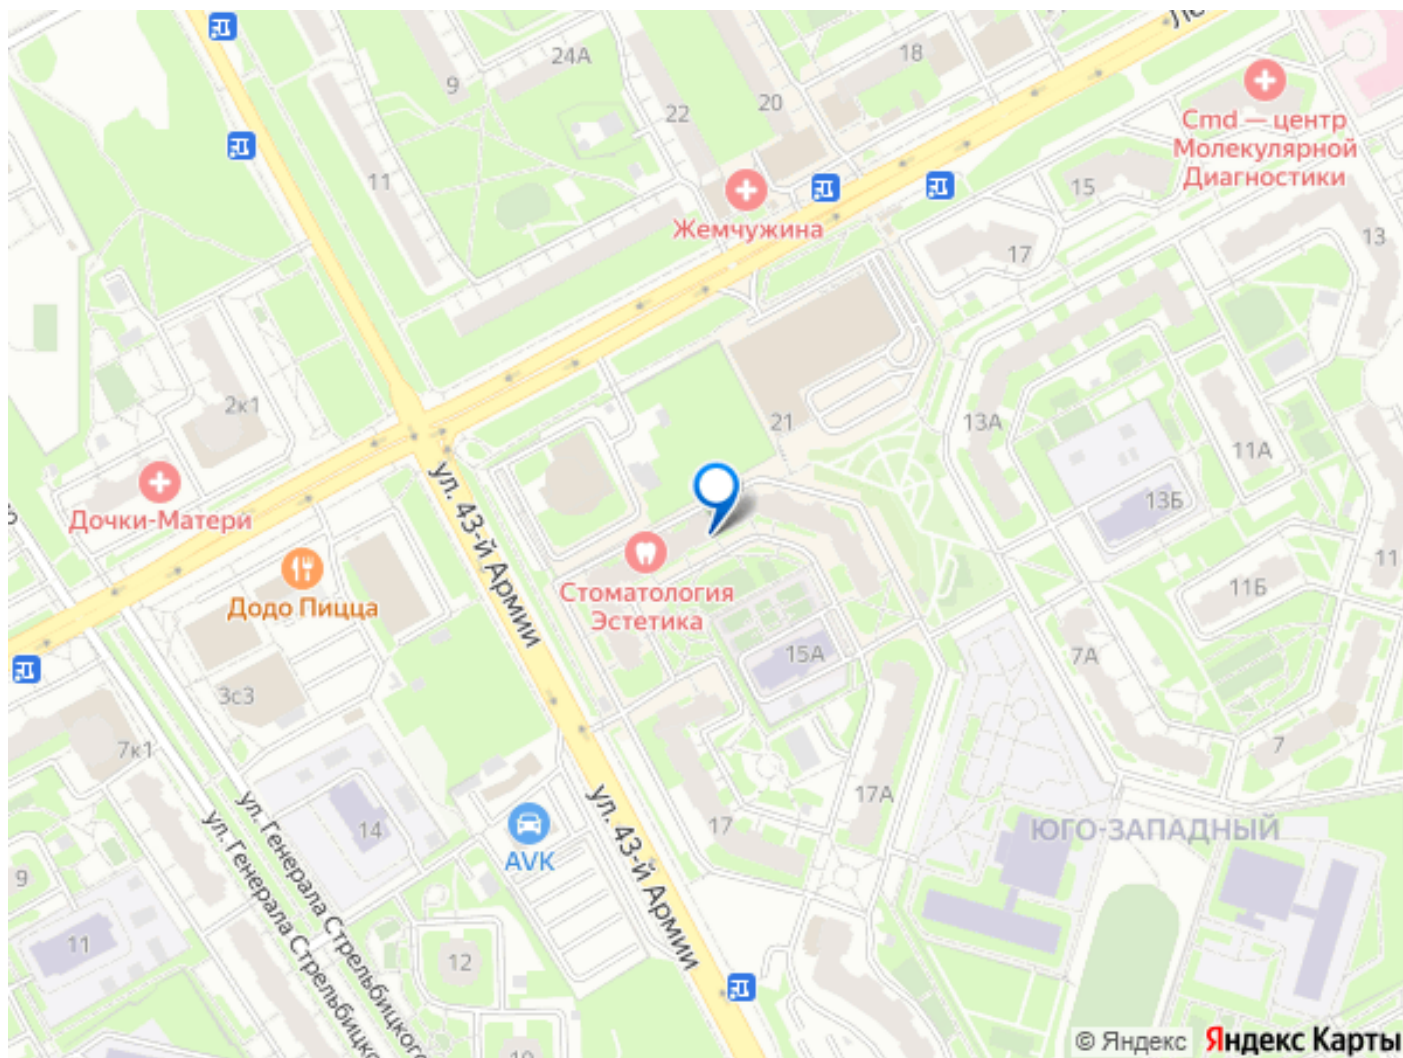 24А
9
18
22
20
11
Ле
Cmd — центр
Молекулярной
Диагностики
15
Жемчужина
17
13
2к1
21
13А
11А
ул. 43-й Армии
13Б
Дочки-Матери
Додо Пицца
Стоматология
Эстетика
11
11Б
15А
7А
3с3
7к1
7
17А
ул. Генерала Стрельбицкого
ул. Генерала Стрельбицкого
14
AVK
17
ул. 43-й Армии
ЮГО-ЗАПАДНЫЙ
9
11
12
© Яндекс Яндекс Карты